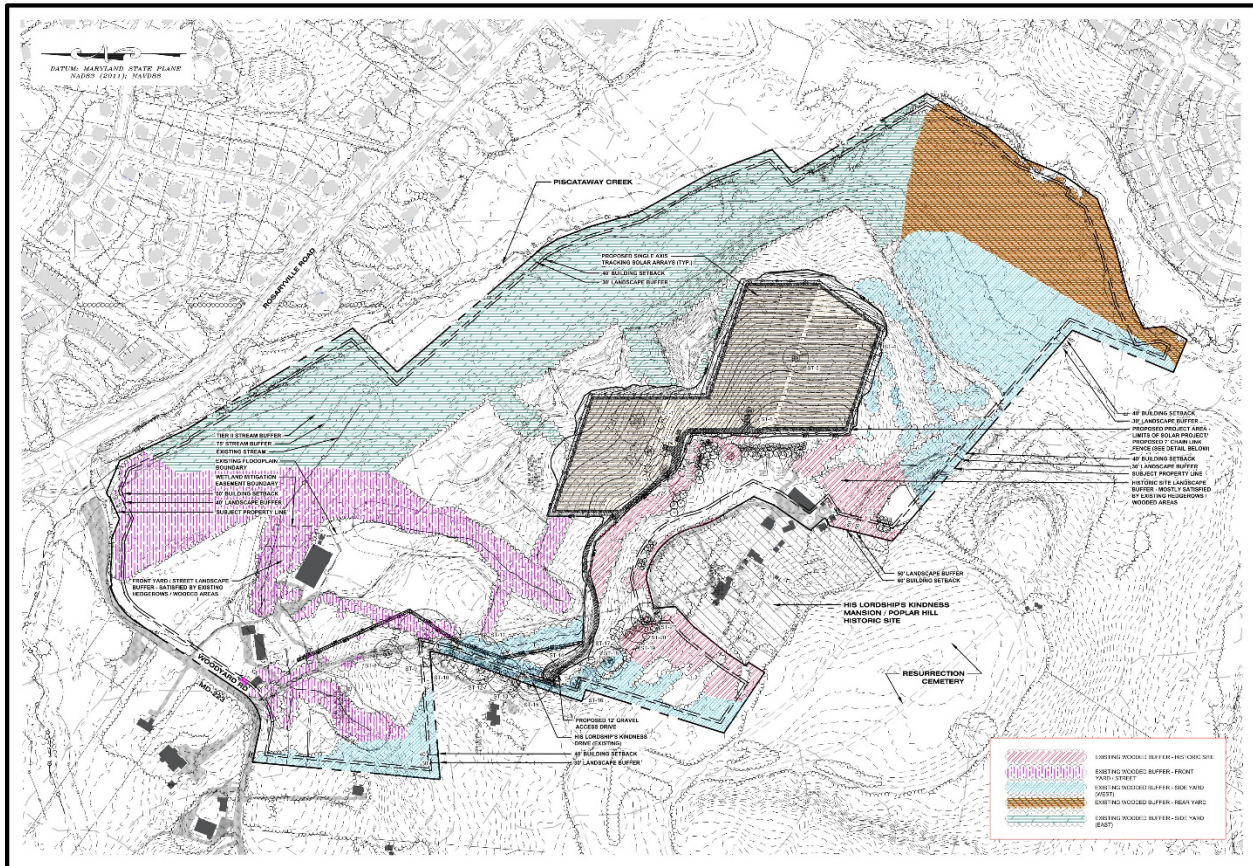 DATUM: MARYLAND STATE PLANE
NAD83 (2011); NAVD88
PISCATAWAY CREEK
ROSARYVILLE ROAD
PROPOSED SINGLE AXIS
TRACKING SOLAR ARRAYS (TYP.)
40' BUILDING SETBACK
30' LANDSCAPE BUFFER
TIER II STREAM BUFFER
75' STREAM BUFFER
EXISTING STREAM
EXISTING FLOODPLAIN
BOUNDARY
WETLAND MITIGATION
EASEMENT BOUNDARY
50' BUILDING SETBACK
40' LANDSCAPE BUFFER
SUBJECT PROPERTY LINE
FRONT YARD / STREET LANDSCAPE
BUFFER - SATISFIED BY EXISTING
HEDGEROWS / WOODED AREAS
WOODYARD RD
MD-223
40' BUILDING SETBACK
30' LANDSCAPE BUFFER
PROPOSED PROJECT AREA -
LIMITS OF SOLAR PROJECT/
PROPOSED 7' CHAIN LINK
FENCE (SEE DETAIL BELOW)
40' BUILDING SETBACK
30' LANDSCAPE BUFFER
SUBJECT PROPERTY LINE
HISTORIC SITE LANDSCAPE
BUFFER - MOSTLY SATISFIED
BY EXISTING HEDGEROWS /
WOODED AREAS
50' LANDSCAPE BUFFER
60' BUILDING SETBACK
HIS LORDSHIP'S KINDNESS
MANSION / POPLAR HILL
HISTORIC SITE
RESURRECTION
CEMETERY
PROPOSED 12' GRAVEL
ACCESS DRIVE
HIS LORDSHIP'S KINDNESS
DRIVE (EXISTING)
40' BUILDING SETBACK
30' LANDSCAPE BUFFER
EXISTING WOODED BUFFER - HISTORIC SITE
EXISTING WOODED BUFFER - FRONT
YARD / STREET
EXISTING WOODED BUFFER - SIDE YARD
(WEST)
EXISTING WOODED BUFFER - REAR YARD
EXISTING WOODED BUFFER - SIDE YARD
(EAST)